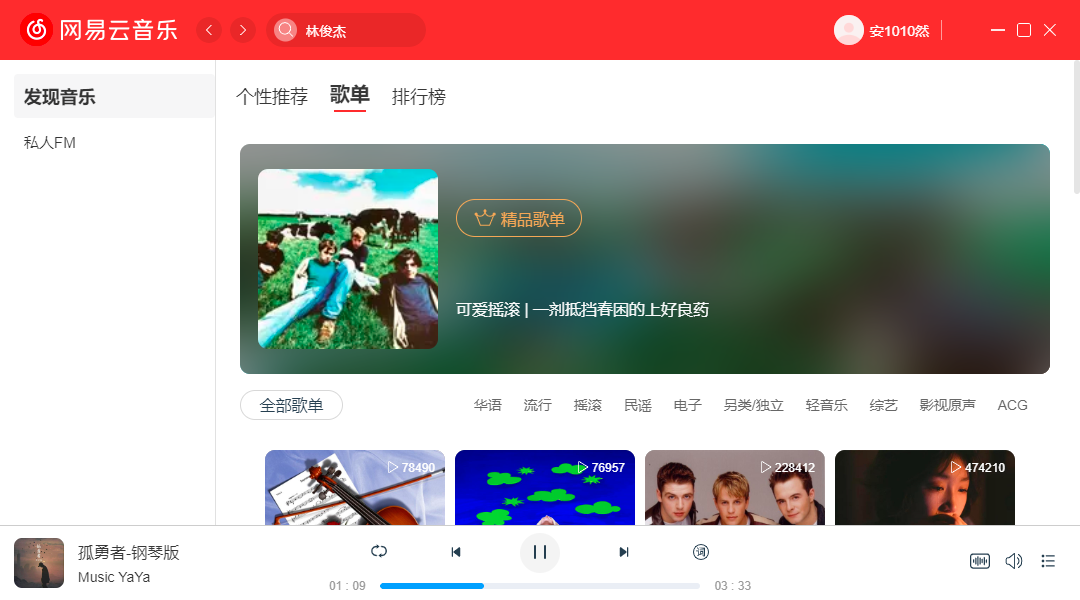 网易云音乐
林俊杰
安1010然
发现音乐
私人FM
个性推荐 歌单 排行榜
精品歌单
可爱摇滚 | 一剂抵挡春困的上好良药
全部歌单
华语 流行 摇滚 民谣 电子 另类/独立 轻音乐 综艺 影视原声 ACG
78490
76957
228412
474210
孤勇者-钢琴版
Music YaYa
词
01 : 09
03 : 33